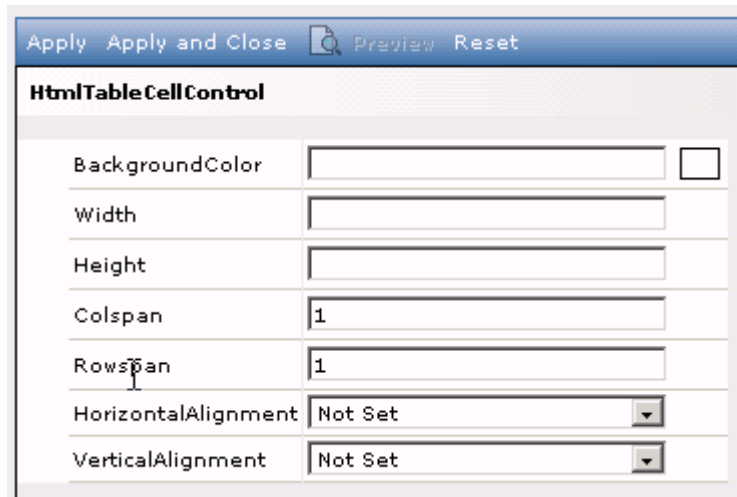 Apply Apply and Close Preview Reset
HtmlTableCellControl
BackgroundColor
Width
Height
Colspan 1
Rowspan 1
HorizontalAlignment Not Set
VerticalAlignment Not Set